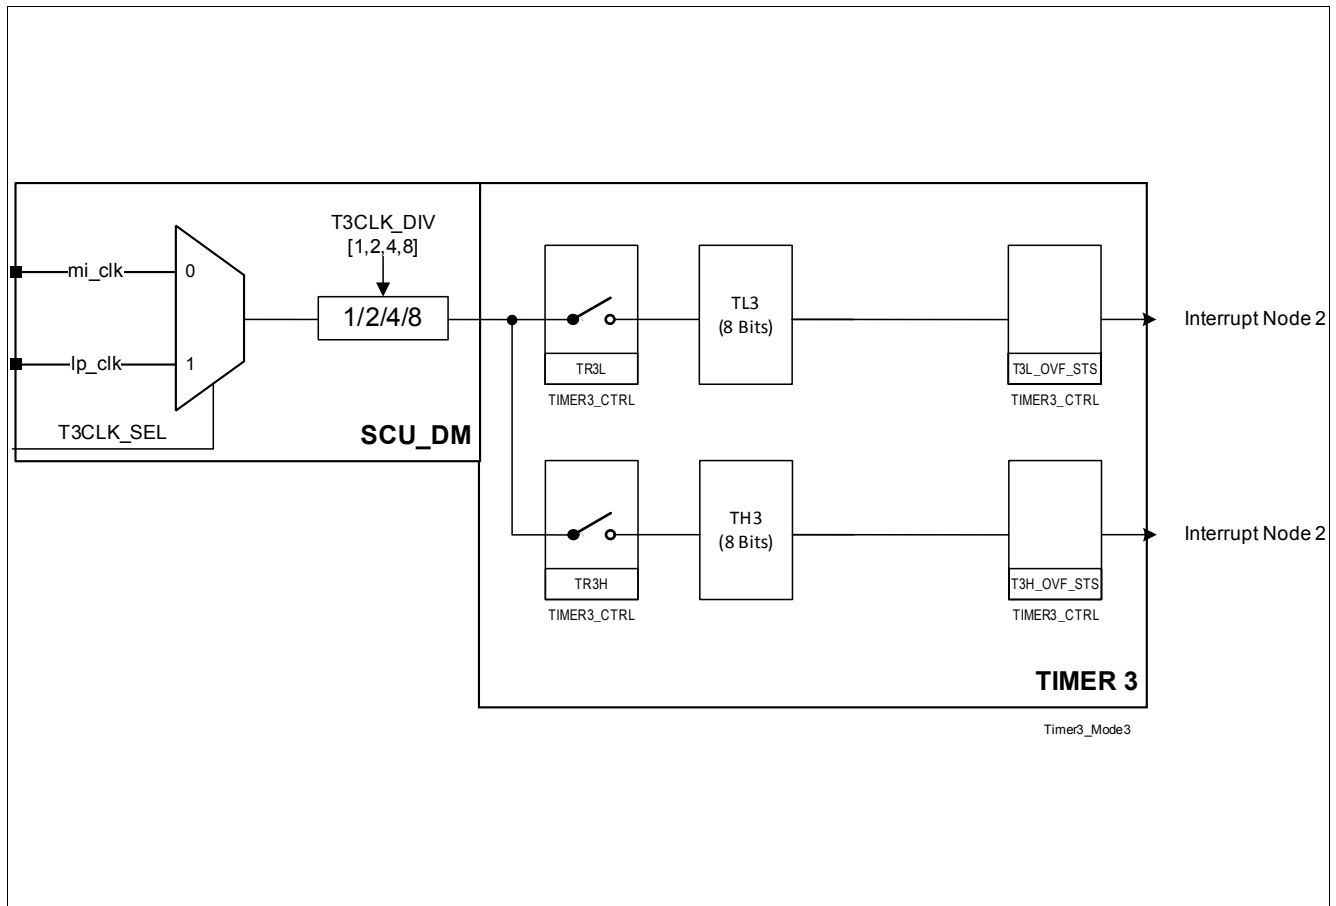 T3CLK_DIV
[1,2,4,8]
mi_clk
0
1/2/4/8
lp_clk
1
T3CLK_SEL
SCU_DM
TR3L
TIMER3_CTRL
TL3
(8 Bits)
T3L_OVF_STS
TIMER3_CTRL
Interrupt Node 2
TR3H
TIMER3_CTRL
TH3
(8 Bits)
T3H_OVF_STS
TIMER3_CTRL
Interrupt Node 2
TIMER 3
Timer3_Mode3